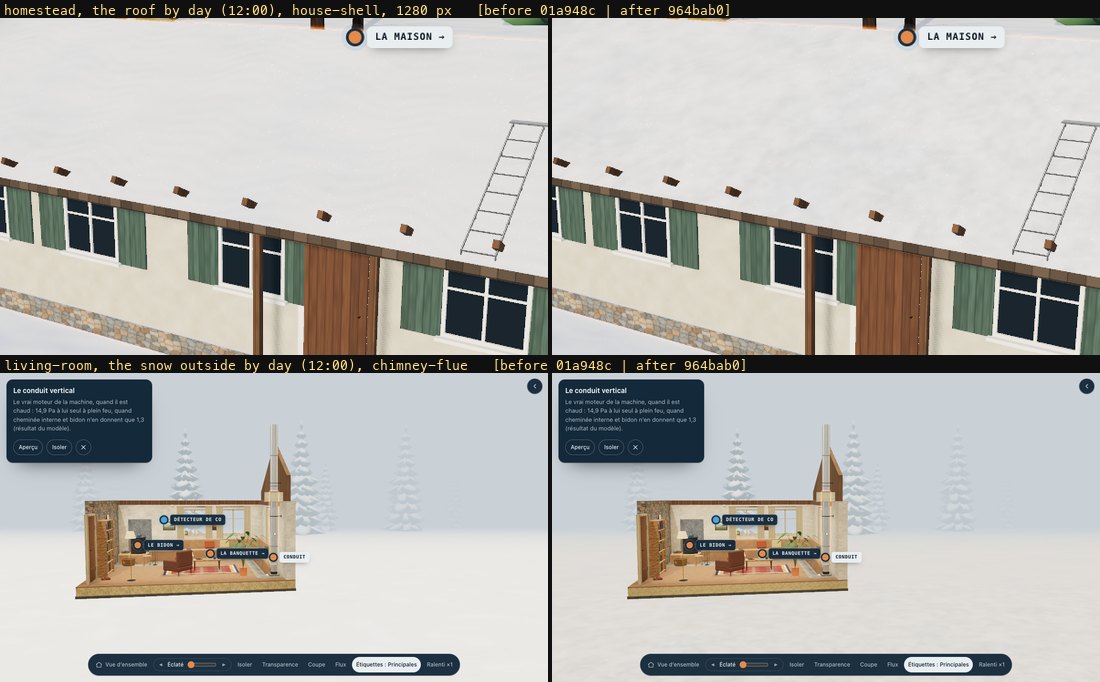 homestead, the roof by day (12:00), house-shell, 1280 px [before 01a948c | after 964bab0]
LA MAISON →
LA MAISON →
living-room, the snow outside by day (12:00), chimney-flue [before 01a948c | after 964bab0]
Le conduit vertical
Le vrai moteur de la machine, quand il est
chaud : 14,9 Pa à lui seul à plein feu, quand
cheminée interne et bidon n'en donnent que 1,3
(résultat du modèle).
Aperçu Isoler ✕
DÉTECTEUR DE CO
LE BIDON →
LA BANQUETTE →
CONDUIT
Vue d'ensemble ◄ Éclaté ► Isoler Transparence Coupe Flux Étiquettes : Principales Ralenti ×1
Le conduit vertical
Le vrai moteur de la machine, quand il est
chaud : 14,9 Pa à lui seul à plein feu, quand
cheminée interne et bidon n'en donnent que 1,3
(résultat du modèle).
Aperçu Isoler ✕
DÉTECTEUR DE CO
LE BIDON →
LA BANQUETTE →
CONDUIT
Vue d'ensemble ◄ Éclaté ► Isoler Transparence Coupe Flux Étiquettes : Principales Ralenti ×1